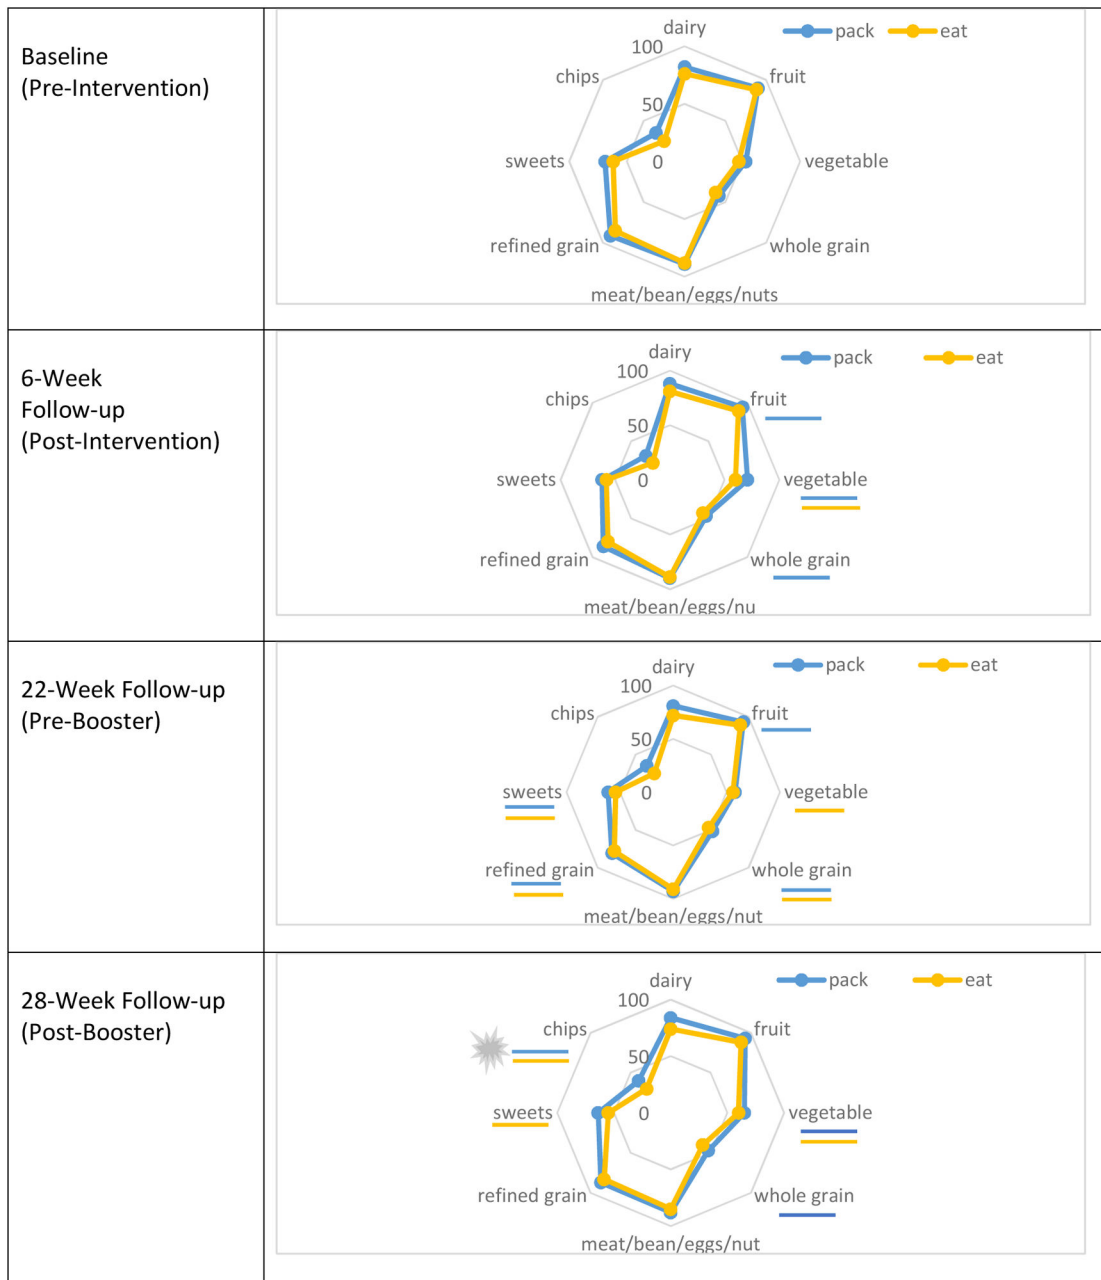 Baseline
(Pre-Intervention)
dairy
pack
eat
100
chips
fruit
50
sweets
0
vegetable
refined grain
whole grain
meat/bean/eggs/nuts
6-Week
Follow-up
(Post-Intervention)
dairy
pack
eat
100
chips
fruit
50
sweets
0
vegetable
refined grain
whole grain
meat/bean/eggs/nu
22-Week Follow-up
(Pre-Booster)
dairy
pack
eat
100
chips
fruit
50
sweets
0
vegetable
refined grain
whole grain
meat/bean/eggs/nut
28-Week Follow-up
(Post-Booster)
dairy
pack
eat
100
chips
fruit
50
sweets
0
vegetable
refined grain
whole grain
meat/bean/eggs/nut